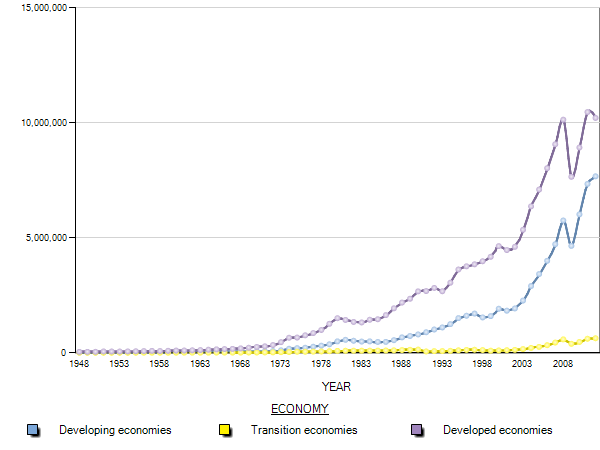 15,000,000
10,000,000
5,000,000
0
1948 1953 1958 1963 1968 1973 1978 1983 1988 1993 1998 2003 2008
YEAR
ECONOMY
Developing economies Transition economies Developed economies